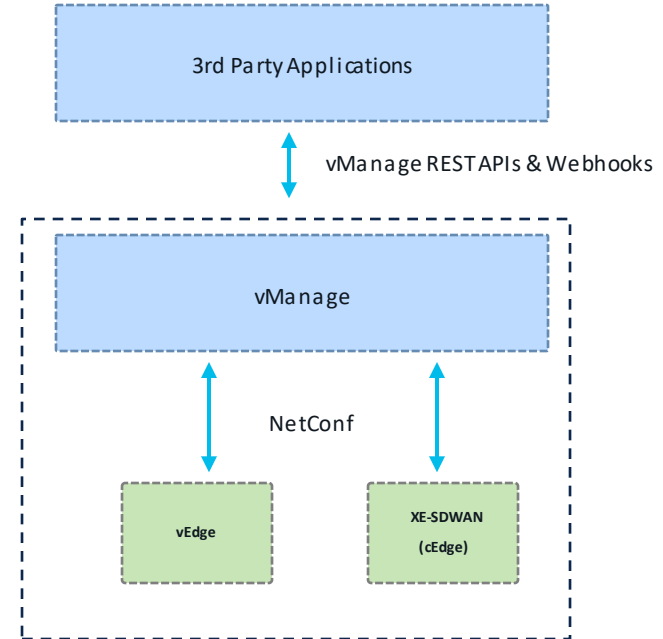 3rd Party Applications
vManage REST APIs & Webhooks
vManage
NetConf
vEdge
XE-SDWAN
(cEdge)